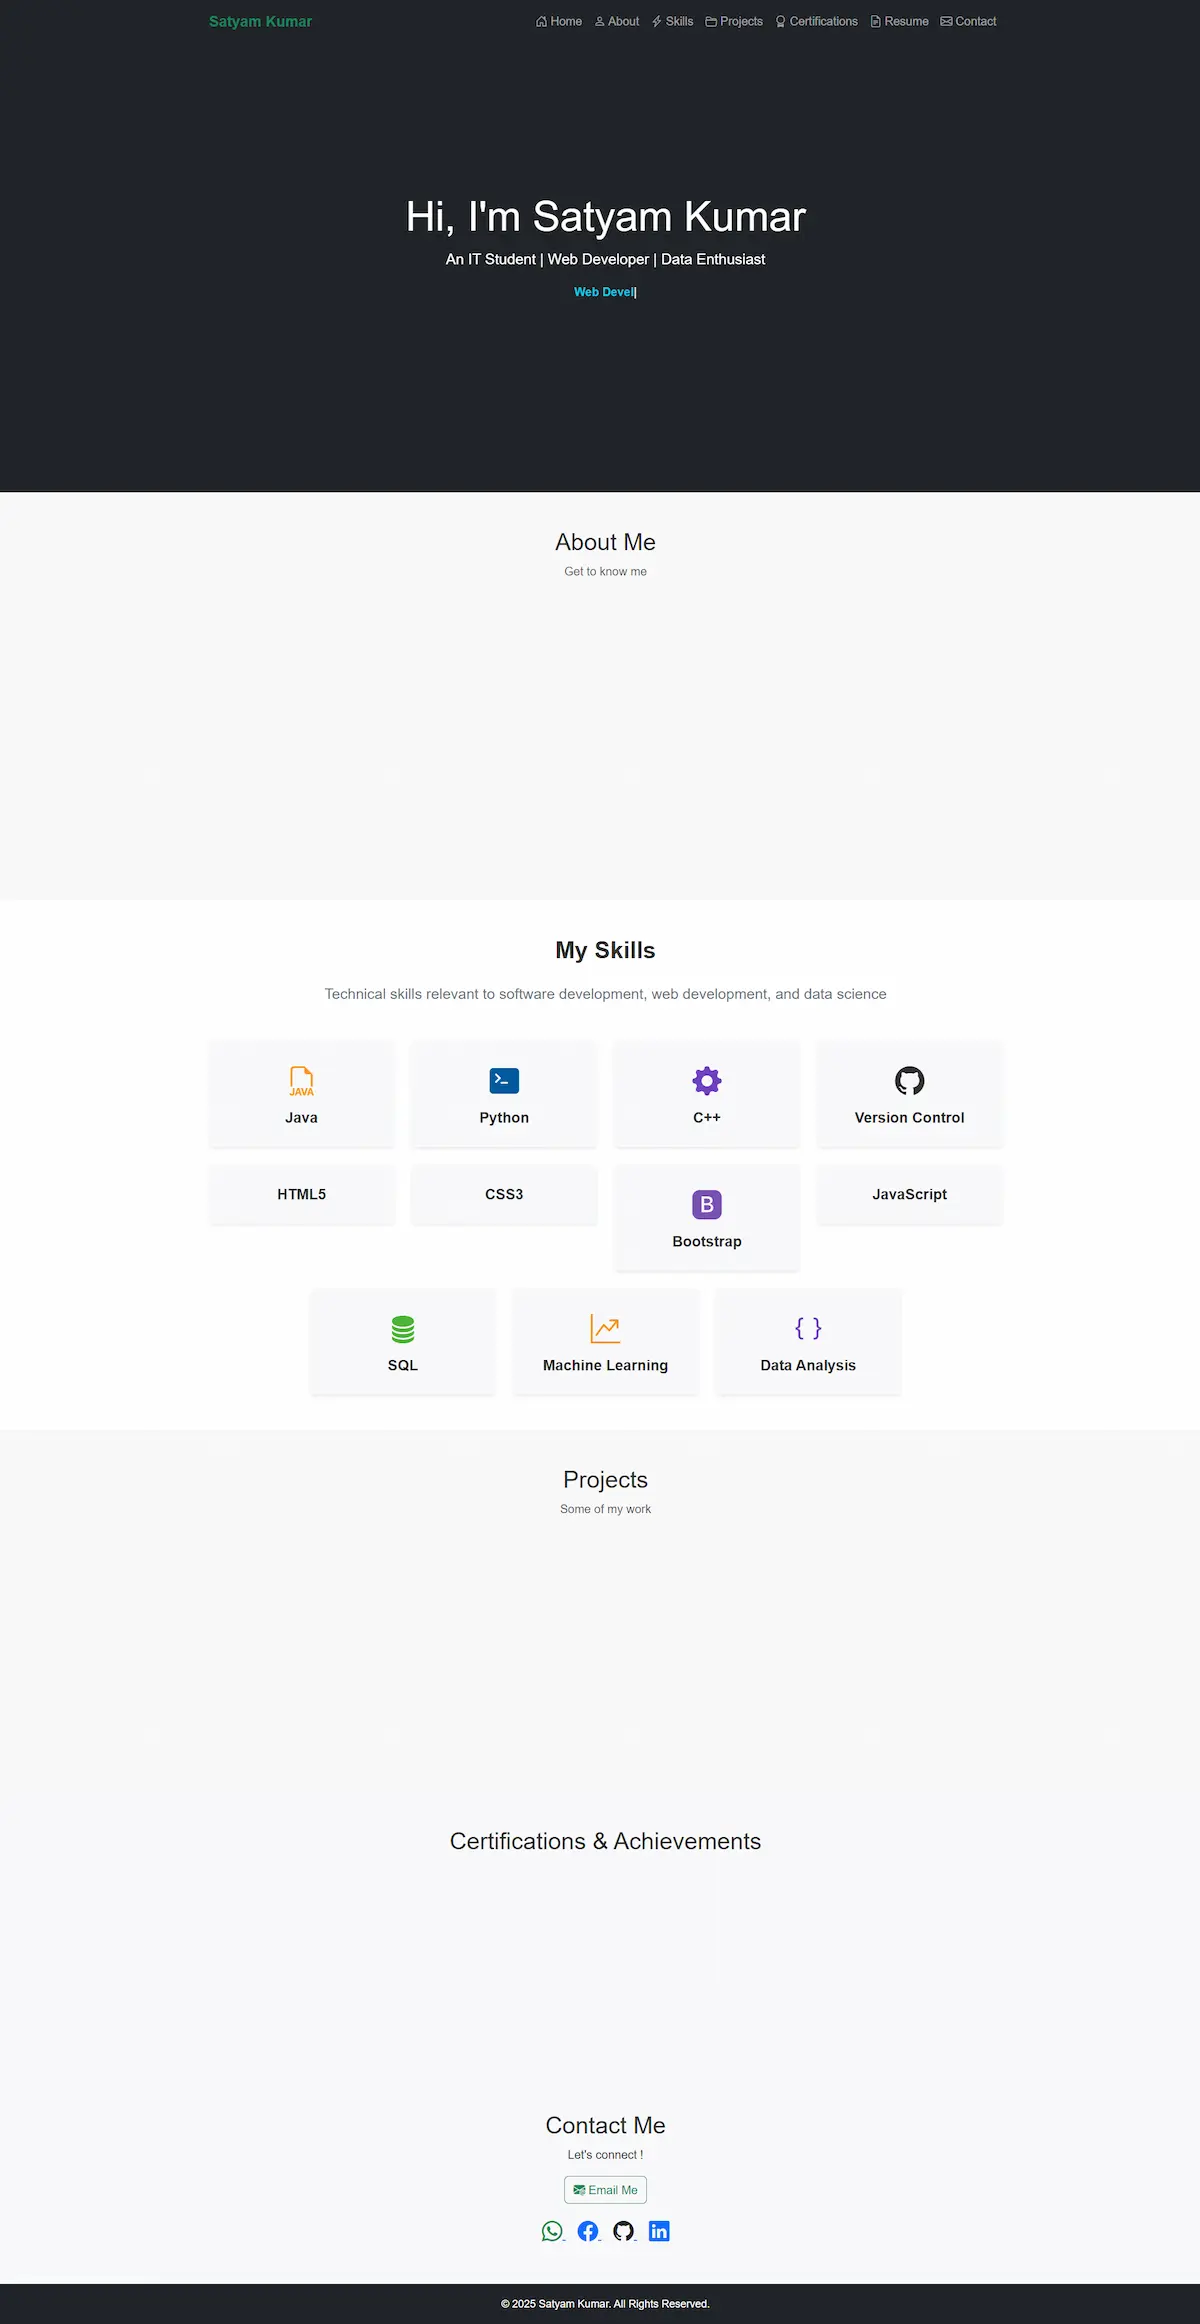 Satyam Kumar
Home About Skills Projects Certifications Resume Contact
Hi, I'm Satyam Kumar
An IT Student | Web Developer | Data Enthusiast
Web Devel|
About Me
Get to know me
My Skills
Technical skills relevant to software development, web development, and data science
JAVA
Java
Python
C++
Version Control
HTML5
CSS3
B
Bootstrap
JavaScript
SQL
Machine Learning
{ }
Data Analysis
Projects
Some of my work
Certifications & Achievements
Contact Me
Let's connect !
Email Me
in
© 2025 Satyam Kumar. All Rights Reserved.